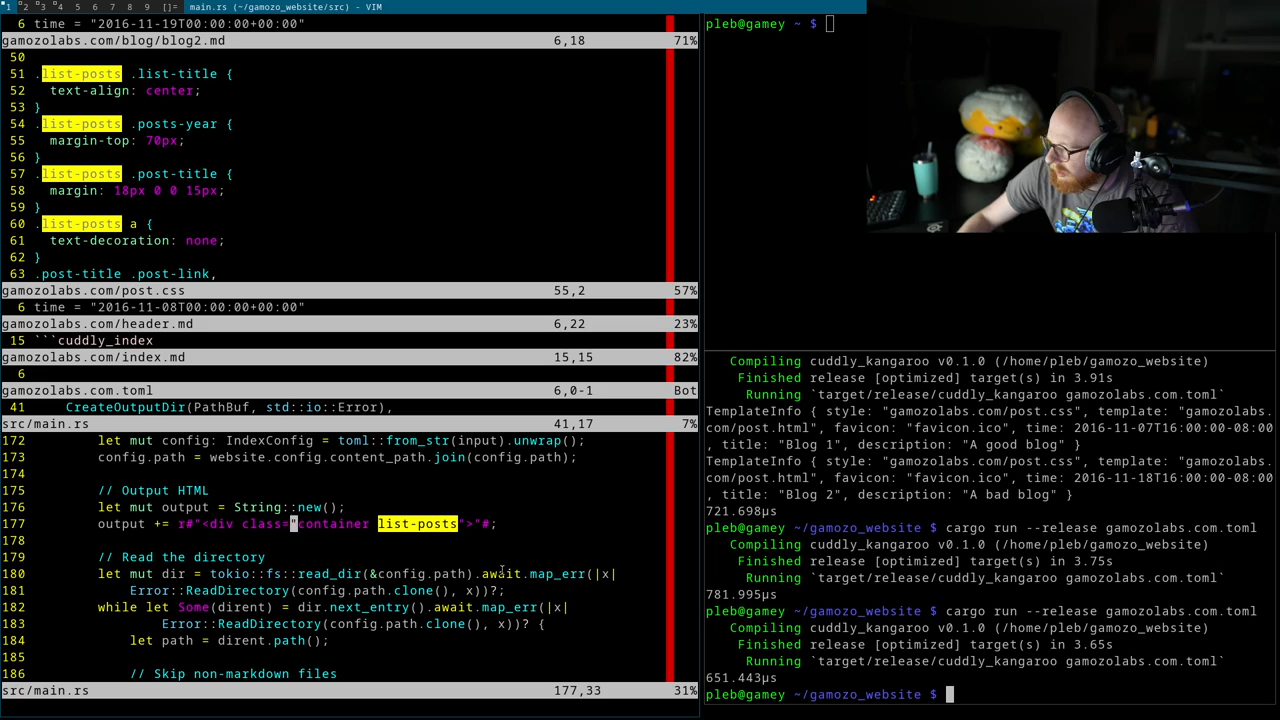 1 2 3 4 5 6 7 8 9 []= main.rs (~/gamozo_website/src) - VIM
6 time = "2016-11-19T00:00:00+00:00"
gamozolabs.com/blog/blog2.md 6,18 71%
50
51 .list-posts .list-title {
52 text-align: center;
53 }
54 .list-posts .posts-year {
55 margin-top: 70px;
56 }
57 .list-posts .post-title {
58 margin: 18px 0 0 15px;
59 }
60 .list-posts a {
61 text-decoration: none;
62 }
63 .post-title .post-link,
gamozolabs.com/post.css 55,2 57%
6 time = "2016-11-08T00:00:00+00:00"
gamozolabs.com/header.md 6,22 23%
15 ```cuddly_index
gamozolabs.com/index.md 15,15 82%
6
gamozolabs.com.toml 6,0-1 Bot
41 CreateOutputDir(PathBuf, std::io::Error),
src/main.rs 41,17 7%
172 let mut config: IndexConfig = toml::from_str(input).unwrap();
173 config.path = website.config.content_path.join(config.path);
174
175 // Output HTML
176 let mut output = String::new();
177 output += r#"<div class="container list-posts">"#;
178
179 // Read the directory
180 let mut dir = tokio::fs::read_dir(&config.path).await.map_err(|x|
181 Error::ReadDirectory(config.path.clone(), x))?;
182 while let Some(dirent) = dir.next_entry().await.map_err(|x|
183 Error::ReadDirectory(config.path.clone(), x))? {
184 let path = dirent.path();
185
186 // Skip non-markdown files
src/main.rs 177,33 31%
pleb@gamey ~ $
Compiling cuddly_kangaroo v0.1.0 (/home/pleb/gamozo_website)
Finished release [optimized] target(s) in 3.91s
Running `target/release/cuddly_kangaroo gamozolabs.com.toml`
TemplateInfo { style: "gamozolabs.com/post.css", template: "gamozolabs.
com/post.html", favicon: "favicon.ico", time: 2016-11-07T16:00:00-08:00
, title: "Blog 1", description: "A good blog" }
TemplateInfo { style: "gamozolabs.com/post.css", template: "gamozolabs.
com/post.html", favicon: "favicon.ico", time: 2016-11-18T16:00:00-08:00
, title: "Blog 2", description: "A bad blog" }
721.698µs
pleb@gamey ~/gamozo_website $ cargo run --release gamozolabs.com.toml
Compiling cuddly_kangaroo v0.1.0 (/home/pleb/gamozo_website)
Finished release [optimized] target(s) in 3.75s
Running `target/release/cuddly_kangaroo gamozolabs.com.toml`
781.995µs
pleb@gamey ~/gamozo_website $ cargo run --release gamozolabs.com.toml
Compiling cuddly_kangaroo v0.1.0 (/home/pleb/gamozo_website)
Finished release [optimized] target(s) in 3.65s
Running `target/release/cuddly_kangaroo gamozolabs.com.toml`
651.443µs
pleb@gamey ~/gamozo_website $